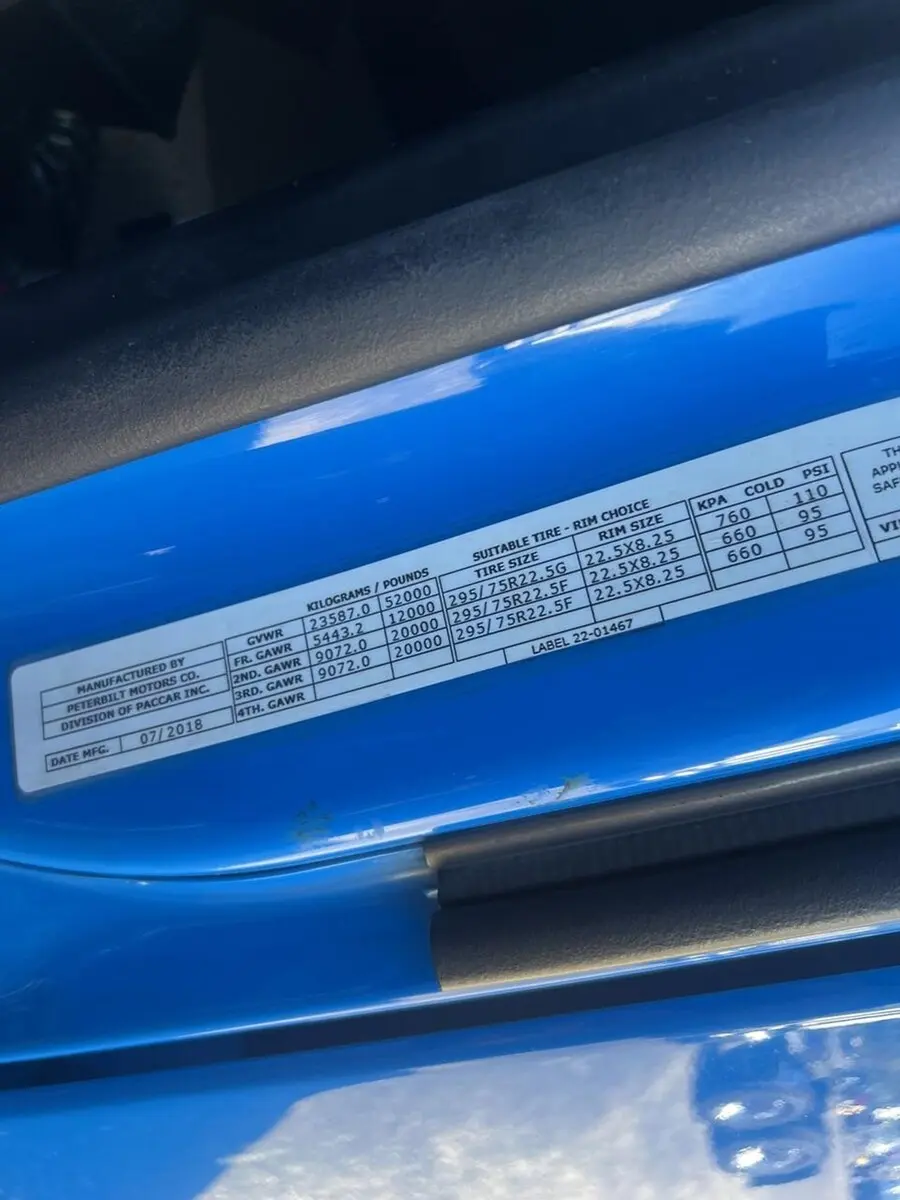 MANUFACTURED BY
PETERBILT MOTORS CO.
DIVISION OF PACCAR INC.
DATE MFG. 07/2018
KILOGRAMS / POUNDS
GVWR 23587.0 52000
FR. GAWR 5443.2 12000
2ND. GAWR 9072.0 20000
3RD. GAWR 9072.0 20000
4TH. GAWR
SUITABLE TIRE - RIM CHOICE
TIRE SIZE RIM SIZE
295/75R22.5G 22.5X8.25
295/75R22.5F 22.5X8.25
295/75R22.5F 22.5X8.25
LABEL 22-01467
KPA COLD PSI
760 110
660 95
660 95